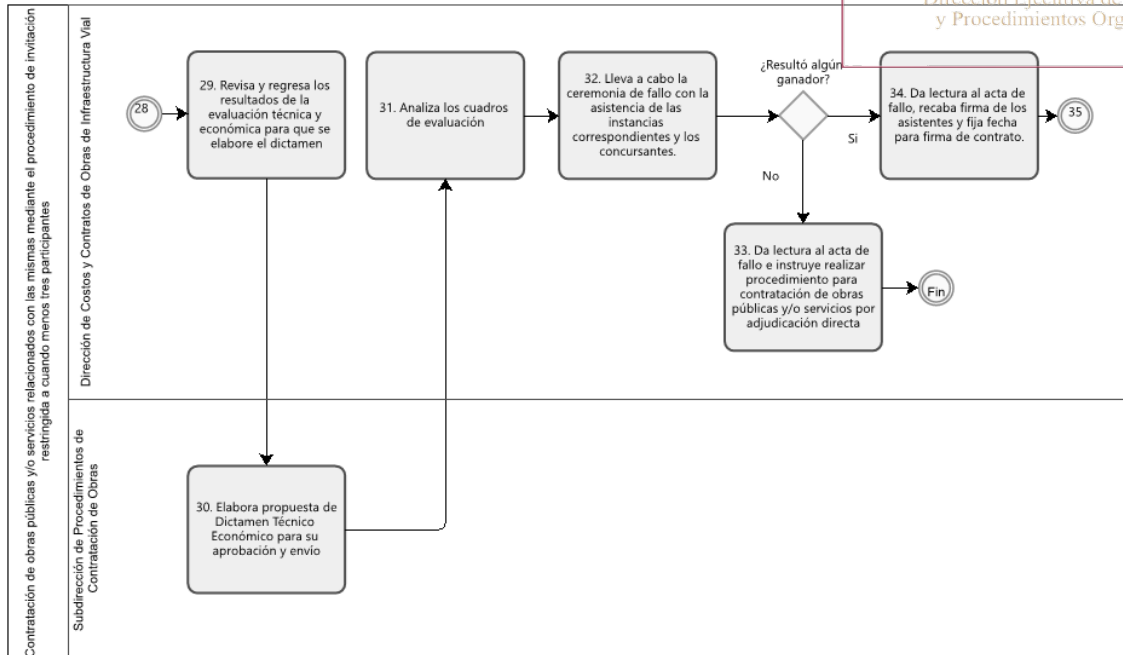 Dirección Ejecutiva de
y Procedimientos Org
Contratación de obras públicas y/o servicios relacionados con las mismas mediante el procedimiento de invitación
restringida a cuando menos tres participantes
Dirección de Costos y Contratos de Obras de Infraestructura Vial
28
29. Revisa y regresa los
resultados de la
evaluación técnica y
económica para que se
elabore el dictamen
31. Analiza los cuadros
de evaluación
32. Lleva a cabo la
ceremonia de fallo con la
asistencia de las
instancias
correspondientes y los
concursantes.
¿Resultó algún
ganador?
Si
No
34. Da lectura al acta de
fallo, recaba firma de los
asistentes y fija fecha
para firma de contrato.
35
33. Da lectura al acta de
fallo e instruye realizar
procedimiento para
contratación de obras
públicas y/o servicios por
adjudicación directa
Fin
Subdirección de Procedimientos de
Contratación de Obras
30. Elabora propuesta de
Dictamen Técnico
Económico para su
aprobación y envío